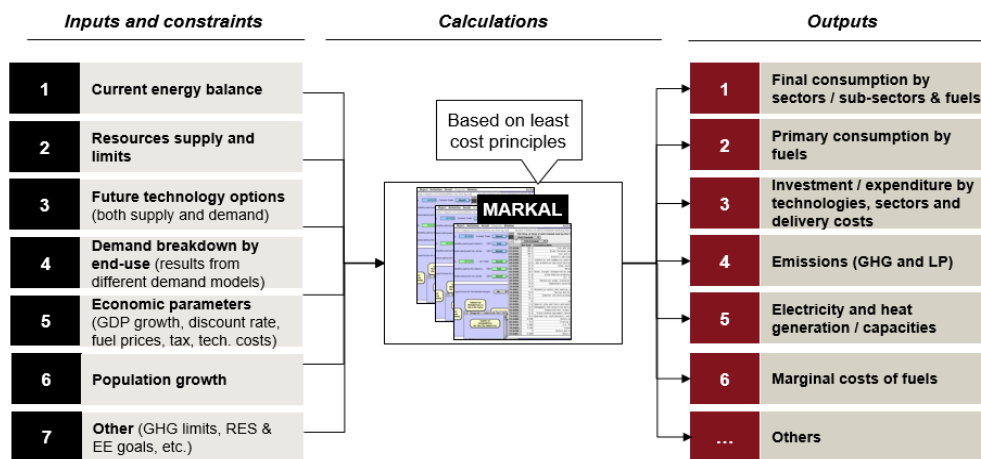 Inputs and constraints
Calculations
Outputs
1
Current energy balance
2
Resources supply and
limits
3
Future technology options
(both supply and demand)
4
Demand breakdown by
end-use (results from
different demand models)
5
Economic parameters
(GDP growth, discount rate,
fuel prices, tax, tech. costs)
6
Population growth
7
Other (GHG limits, RES &
EE goals, etc.)
Based on least
cost principles
MARKAL
1
Final consumption by
sectors / sub-sectors & fuels
2
Primary consumption by
fuels
3
Investment / expenditure by
technologies, sectors and
delivery costs
4
Emissions (GHG and LP)
5
Electricity and heat
generation / capacities
6
Marginal costs of fuels
...
Others